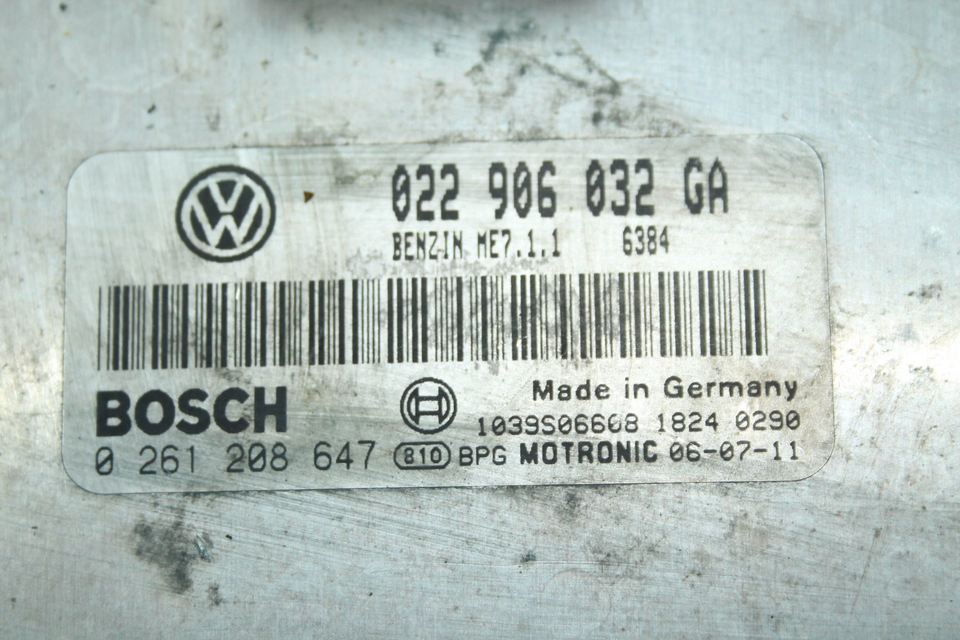 022 906 032 GA
BENZIN ME7.1.1 6384
Made in Germany
BOSCH
1039S06608 1824 0290
0 261 208 647 810 BPG MOTRONIC 06-07-11